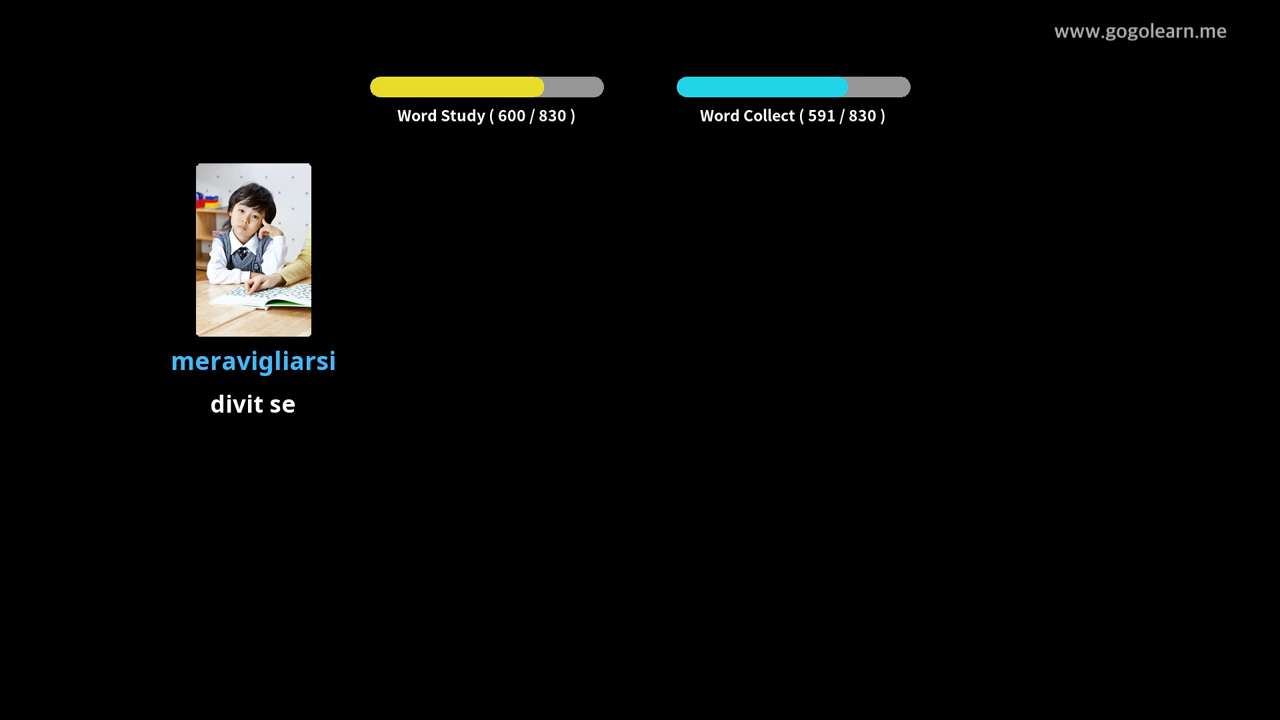 www.gogolearn.me
Word Study ( 600 / 830 )
Word Collect ( 591 / 830 )
meravigliarsi
divit se